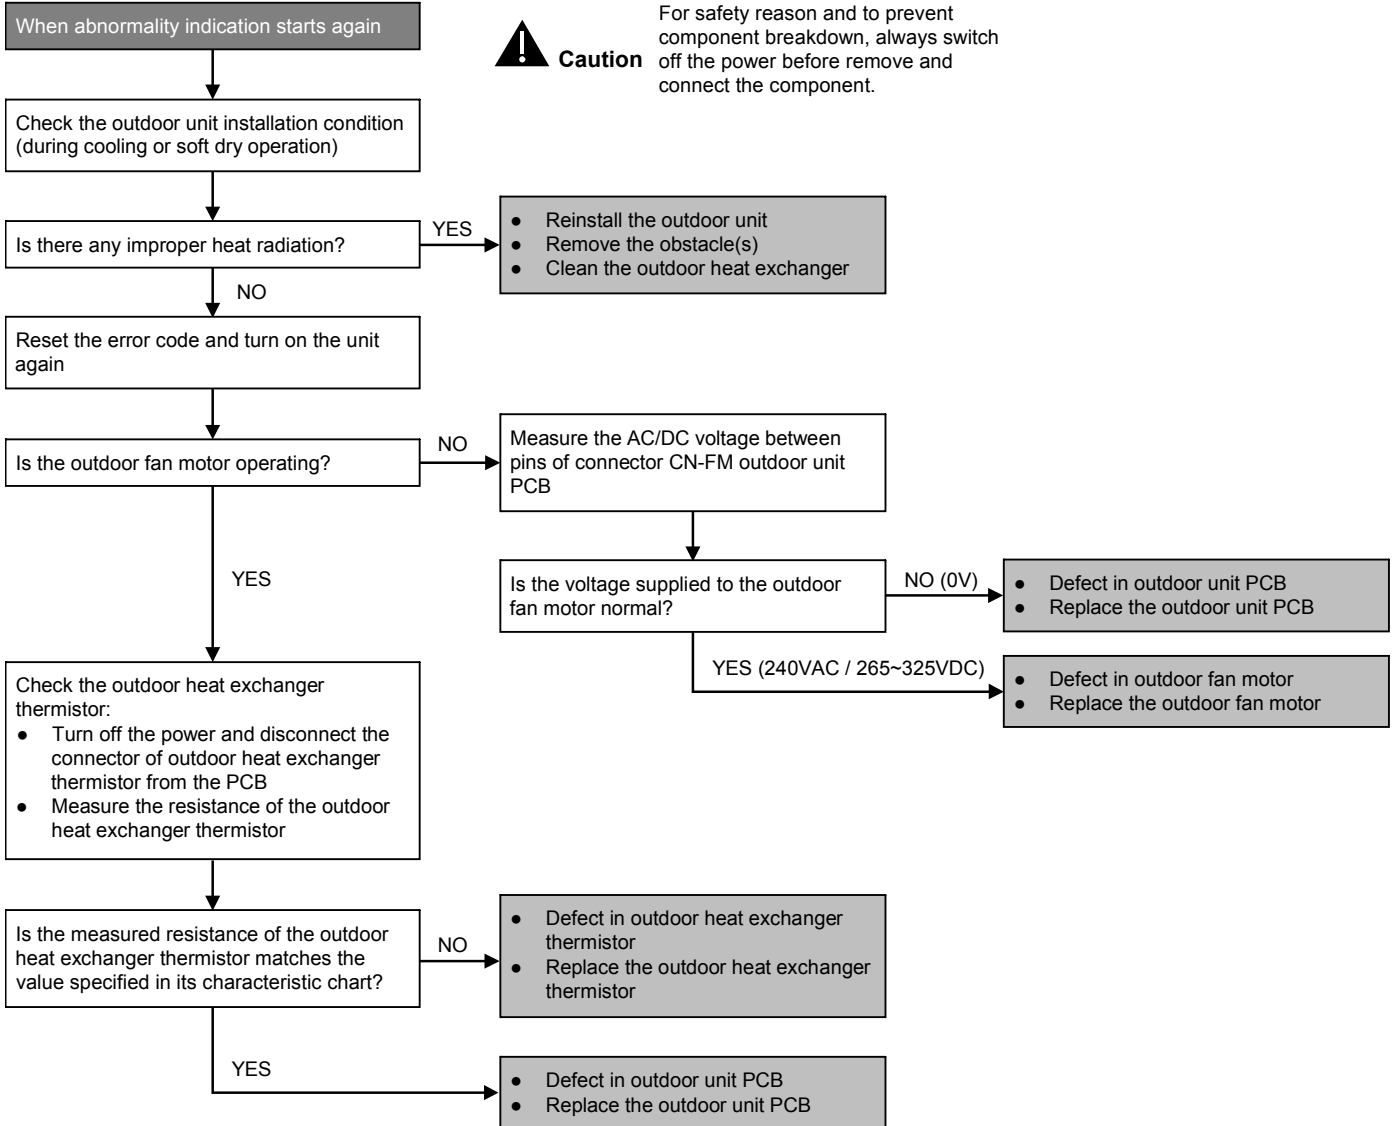 When abnormality indication starts again
Caution
For safety reason and to prevent
component breakdown, always switch
off the power before remove and
connect the component.
Check the outdoor unit installation condition
(during cooling or soft dry operation)
Is there any improper heat radiation?
YES
● Reinstall the outdoor unit
● Remove the obstacle(s)
● Clean the outdoor heat exchanger
NO
Reset the error code and turn on the unit
again
Is the outdoor fan motor operating?
NO
Measure the AC/DC voltage between
pins of connector CN-FM outdoor unit
PCB
YES
Is the voltage supplied to the outdoor
fan motor normal?
NO (0V)
● Defect in outdoor unit PCB
● Replace the outdoor unit PCB
YES (240VAC / 265~325VDC)
● Defect in outdoor fan motor
● Replace the outdoor fan motor
Check the outdoor heat exchanger
thermistor:
● Turn off the power and disconnect the
connector of outdoor heat exchanger
thermistor from the PCB
● Measure the resistance of the outdoor
heat exchanger thermistor
Is the measured resistance of the outdoor
heat exchanger thermistor matches the
value specified in its characteristic chart?
NO
● Defect in outdoor heat exchanger
thermistor
● Replace the outdoor heat exchanger
thermistor
YES
● Defect in outdoor unit PCB
● Replace the outdoor unit PCB